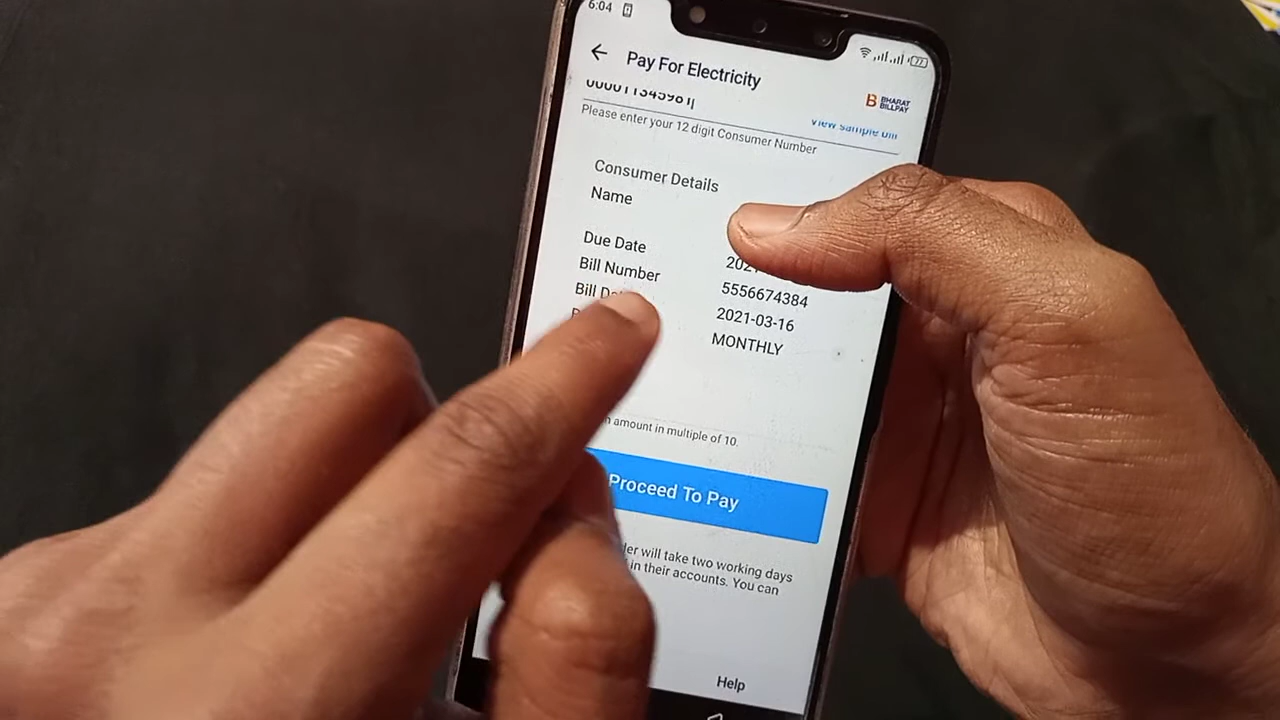 6:04
Pay For Electricity
BHARAT
BILLPAY
View sample bill
Please enter your 12 digit Consumer Number
Consumer Details
Name
Due Date
Bill Number 5556674384
Bill 2021-03-16
MONTHLY
amount in multiple of 10.
Proceed To Pay
will take two working days
in their accounts. You can
Help